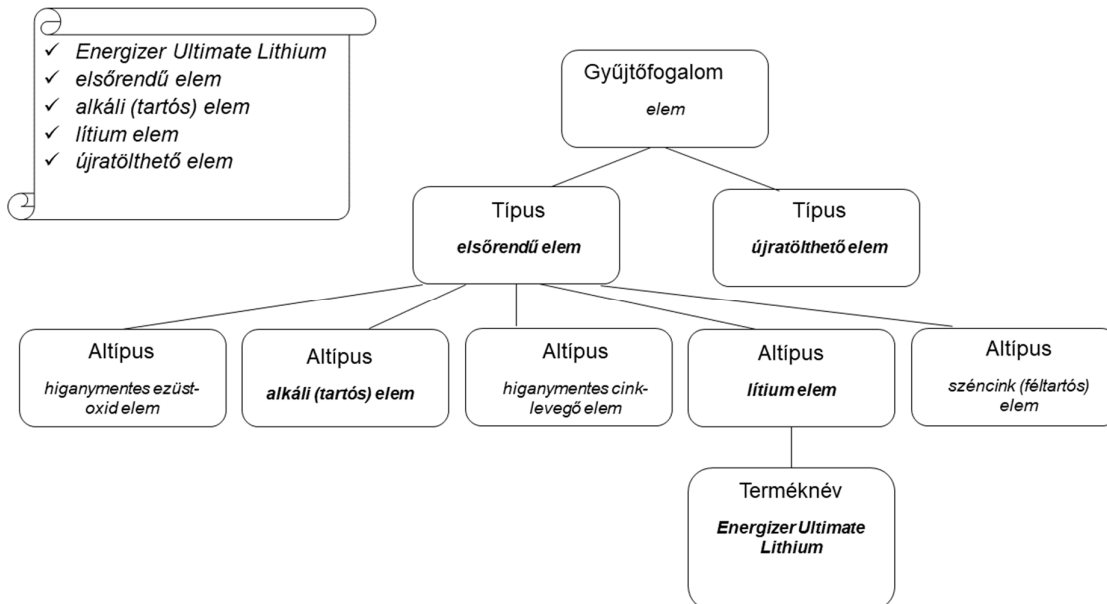 ✓ Energizer Ultimate Lithium
✓ elsőrendű elem
✓ alkáli (tartós) elem
✓ lítium elem
✓ újratölthető elem
Gyűjtőfogalom
elem
Típus
elsőrendű elem
Típus
újratölthető elem
Altípus
higanymentes ezüst-
oxid elem
Altípus
alkáli (tartós) elem
Altípus
higanymentes cink-
levegő elem
Altípus
lítium elem
Altípus
széncink (féltartós)
elem
Terméknév
Energizer Ultimate
Lithium